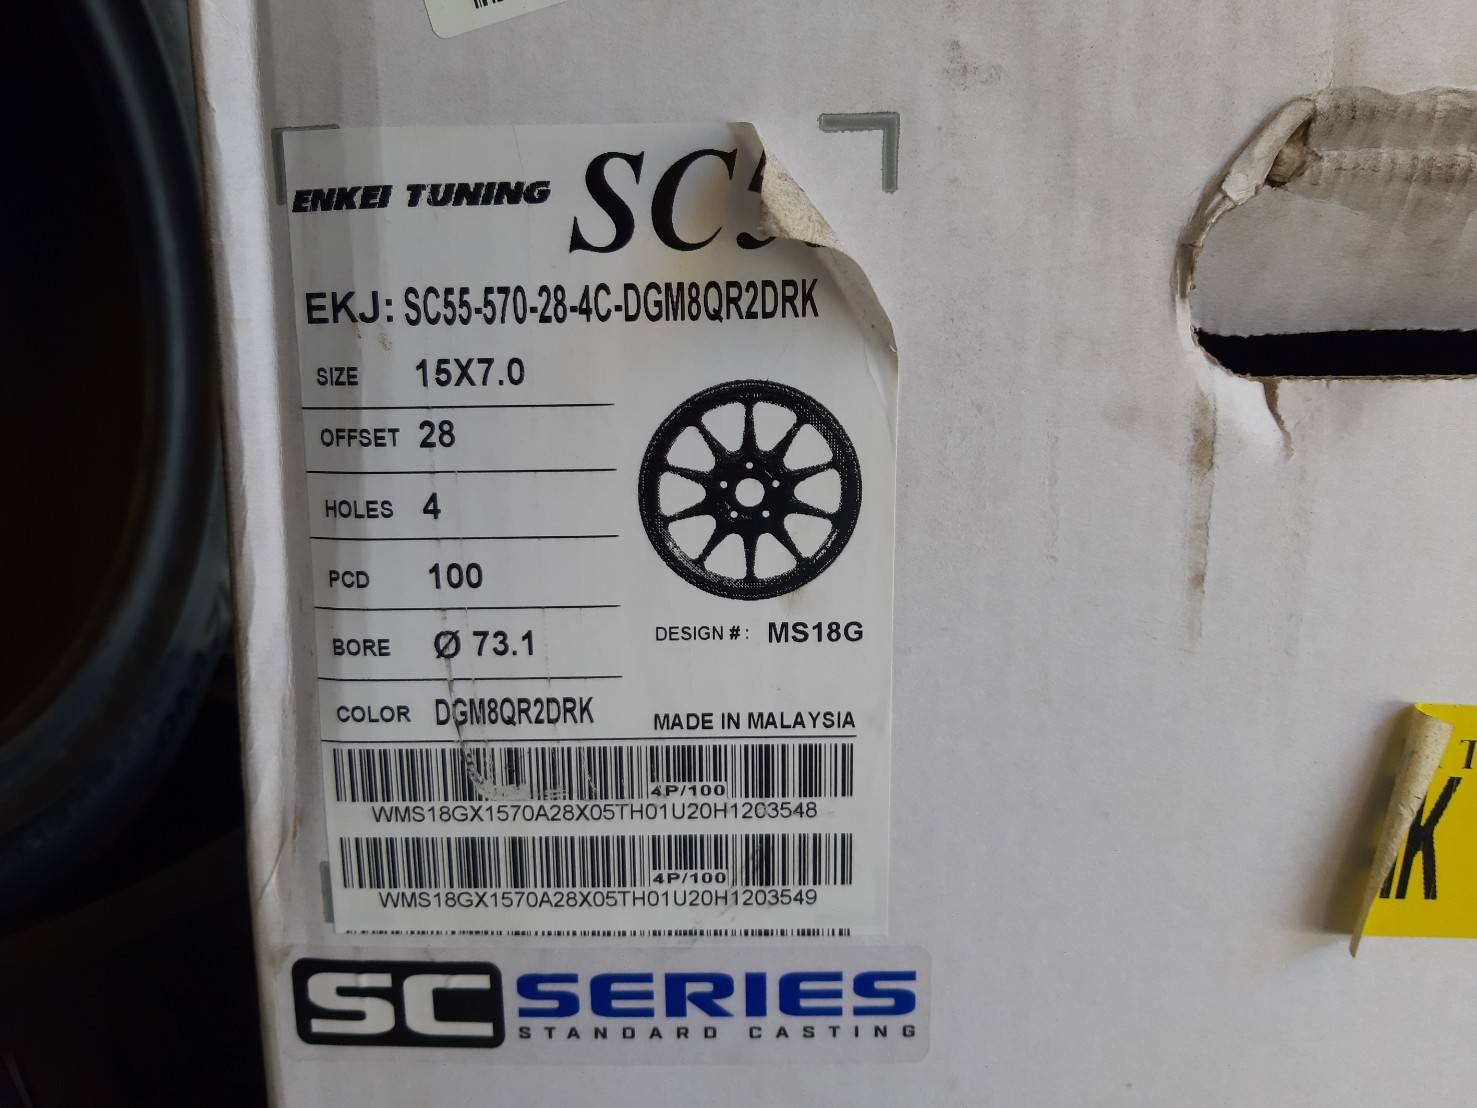 ENKEI TUNING
SC5
EKJ: SC55-570-28-4C-DGM8QR2DRK
SIZE 15X7.0
OFFSET 28
HOLES 4
PCD 100
BORE Ø 73.1
COLOR DGM8QR2DRK
DESIGN #: MS18G
MADE IN MALAYSIA
4P/100
WMS18GX1570A28X05TH01U20H1203548
4P/100
WMS18GX1570A28X05TH01U20H1203549
SC SERIES
STANDARD CASTING
T
K